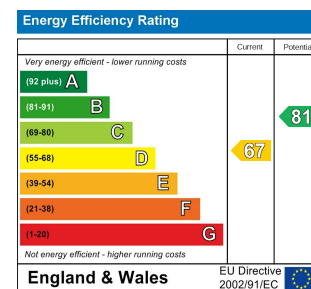 Energy Efficiency Rating
Current Potentia
Very energy efficient - lower running costs
(92 plus) A
(81-91) B
81
(69-80) C
(55-68) D
67
(39-54) E
(21-38) F
(1-20) G
Not energy efficient - higher running costs
England & Wales
EU Directive
2002/91/EC